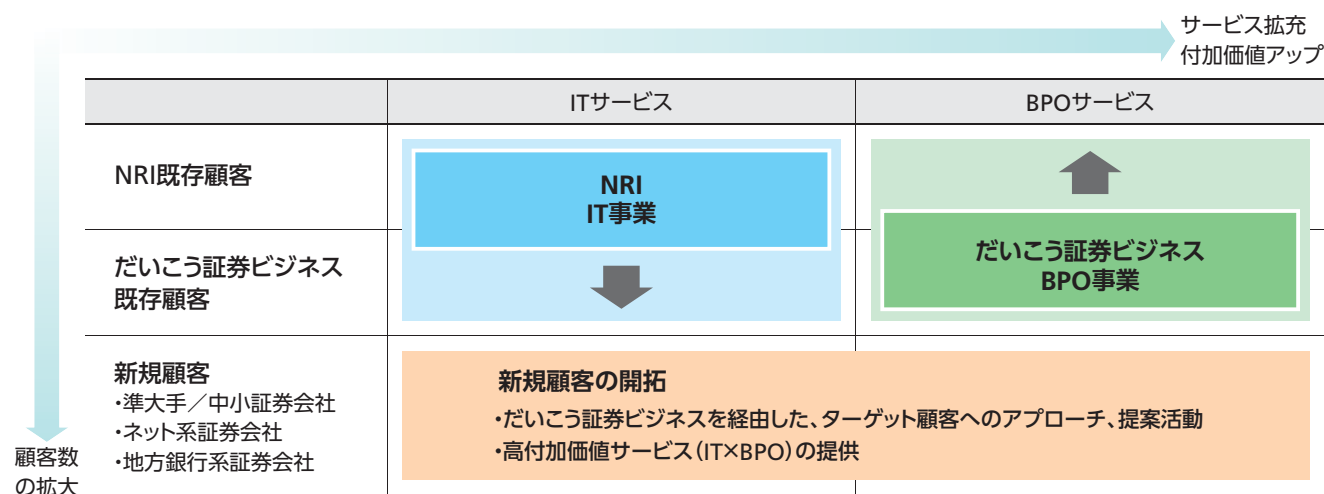 サービス拡充
付加価値アップ
ITサービス
BPOサービス
NRI既存顧客
NRI
IT事業
だいこう証券ビジネス
既存顧客
だいこう証券ビジネス
BPO事業
新規顧客
・準大手／中小証券会社
・ネット系証券会社
・地方銀行系証券会社
新規顧客の開拓
・だいこう証券ビジネスを経由した、ターゲット顧客へのアプローチ、提案活動
・高付加価値サービス（IT×BPO）の提供
顧客数
の拡大